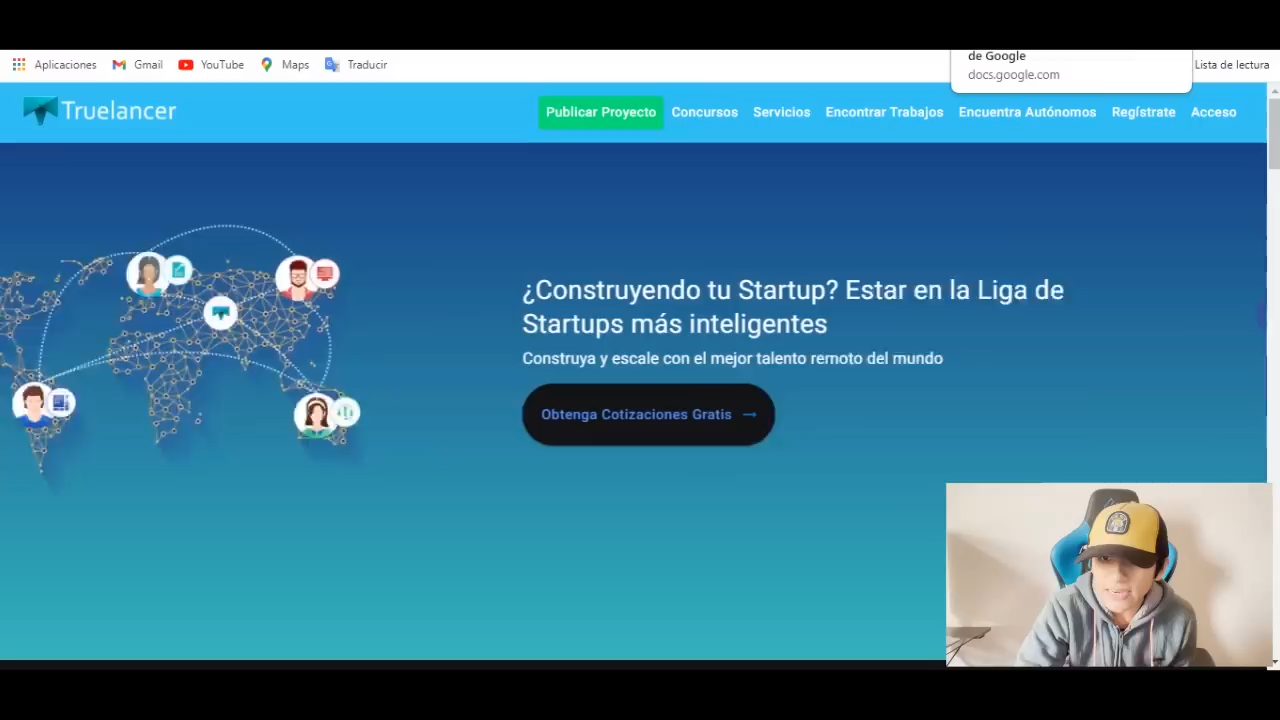 de Google
docs.google.com
Aplicaciones Gmail YouTube Maps Traducir Lista de lectura
Truelancer Publicar Proyecto Concursos Servicios Encontrar Trabajos Encuentra Autónomos Regístrate Acceso
¿Construyendo tu Startup? Estar en la Liga de
Startups más inteligentes
Construya y escale con el mejor talento remoto del mundo
Obtenga Cotizaciones Gratis →